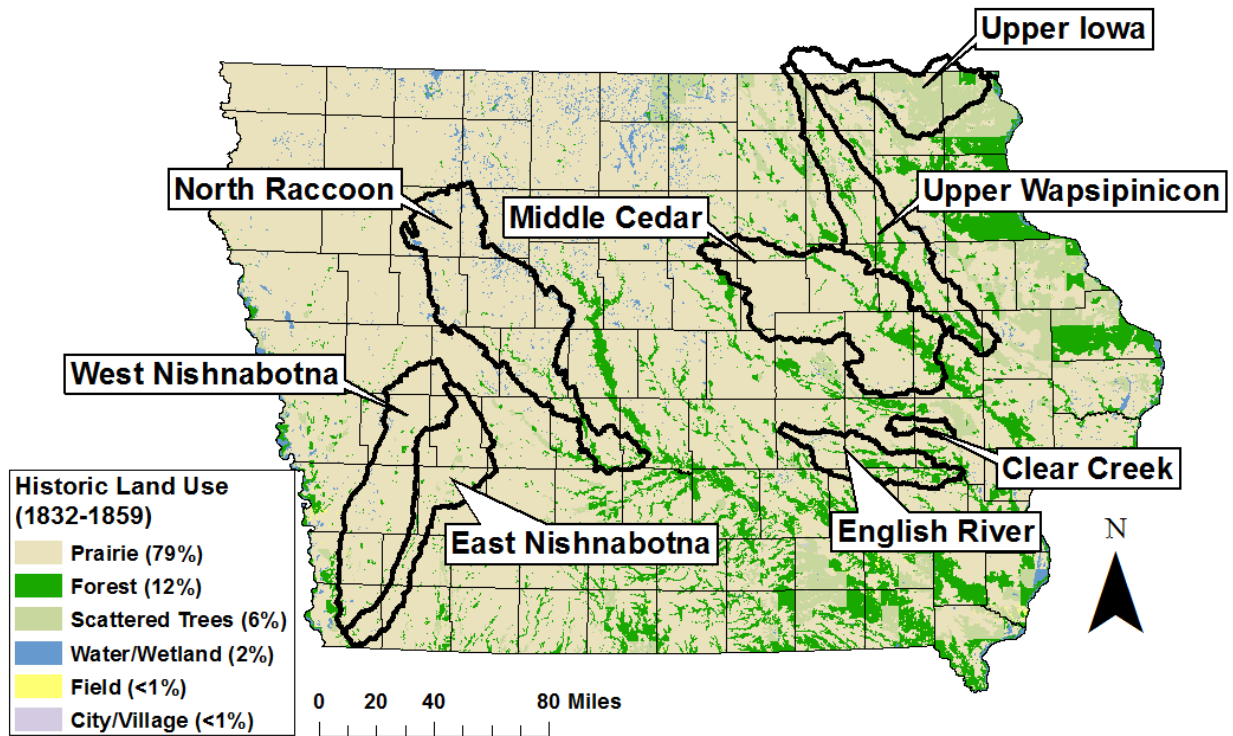 Upper Iowa
North Raccoon
Middle Cedar
Upper Wapsipinicon
West Nishnabotna
Clear Creek
East Nishnabotna
English River
N
Historic Land Use
(1832-1859)
Prairie (79%)
Forest (12%)
Scattered Trees (6%)
Water/Wetland (2%)
Field (<1%)
City/Village (<1%)
0 20 40 80 Miles